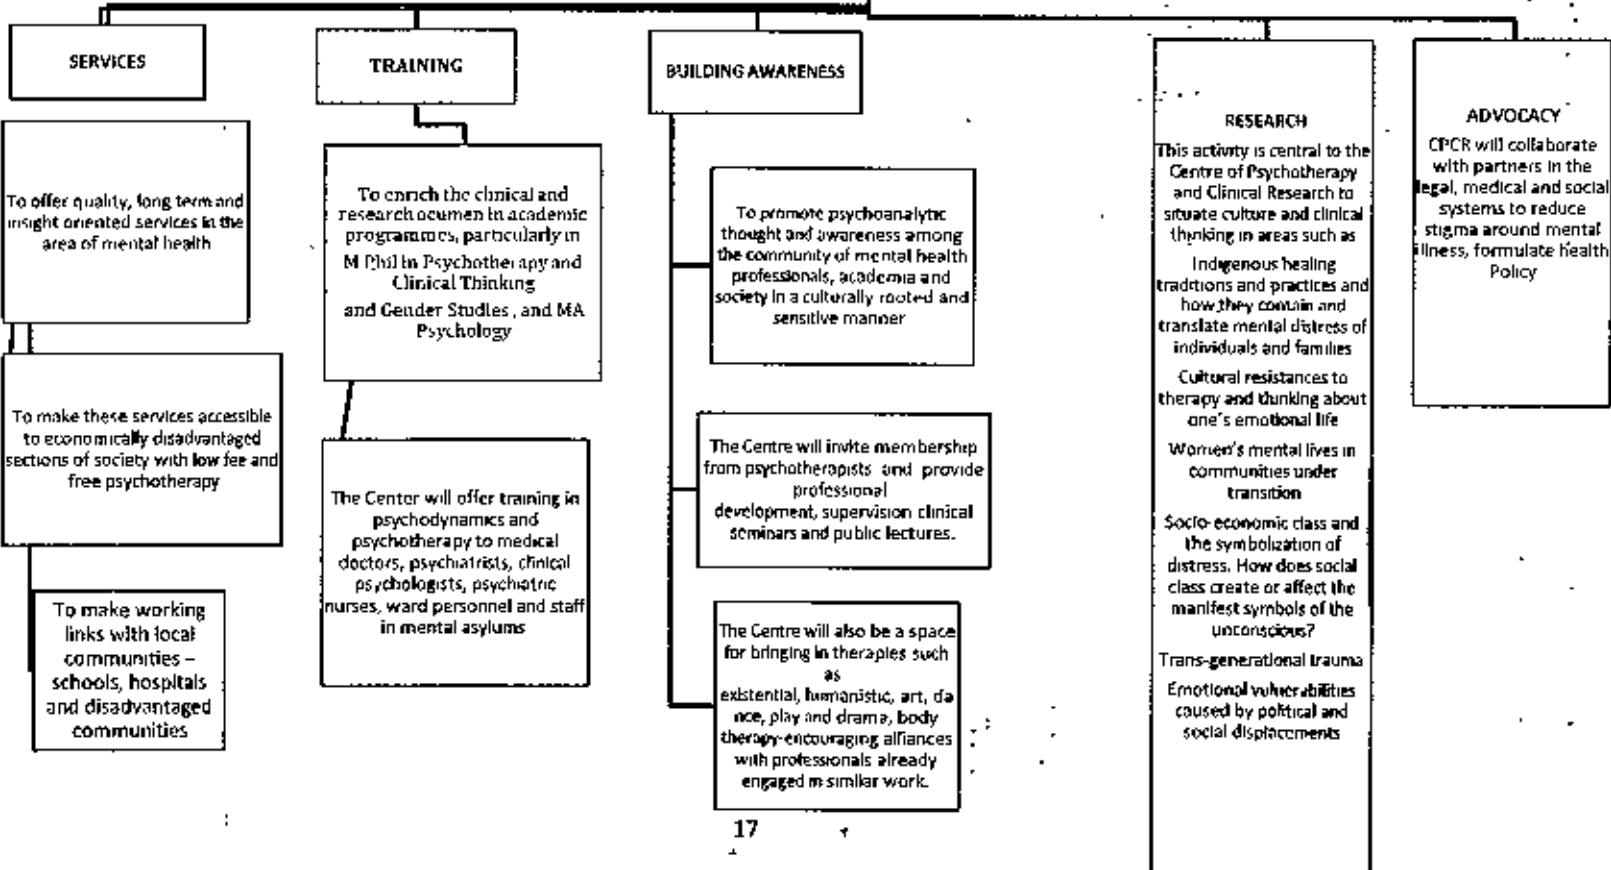 SERVICES
To offer quality, long term and
insight oriented services in the
area of mental health
To make these services accessible
to economically disadvantaged
sections of society with low fee and
free psychotherapy
To make working
links with local
communities –
schools, hospitals
and disadvantaged
communities
TRAINING
To enrich the clinical and
research ocumen in academic
programmes, particularly in
M Phil in Psychotherapy and
Clinical Thinking
and Gender Studies , and MA
Psychology
The Center will offer training in
psychodynamics and
psychotherapy to medical
doctors, psychiatrists, clinical
psychologists, psychiatric
nurses, ward personnel and staff
in mental asylums
BUILDING AWARENESS
To promote psychoanalytic
thought and awareness among
the community of mental health
professionals, academia and
society in a culturally rooted and
sensitive manner
The Centre will invite membership
from psychotherapists and provide
professional
development, supervision clinical
seminars and public lectures.
The Centre will also be a space
for bringing in therapies such
as
existential, humanistic, art, da
nce, play and drama, body
therapy-encouraging alliances
with professionals already
engaged in similar work.
RESEARCH
This activity is central to the
Centre of Psychotherapy
and Clinical Research to
situate culture and clinical
thinking in areas such as
Indigenous healing
traditions and practices and
how they contain and
translate mental distress of
individuals and families
Cultural resistances to
therapy and thinking about
one's emotional life
Women's mental lives in
communities under
transition
Socio-economic class and
the symbolization of
distress. How does social
class create or affect the
manifest symbols of the
unconscious?
Trans-generational trauma
Emotional vulnerabilities
caused by political and
social displacements
ADVOCACY
CPCR will collaborate
with partners in the
legal, medical and social
systems to reduce
stigma around mental
illness, formulate health
Policy
17